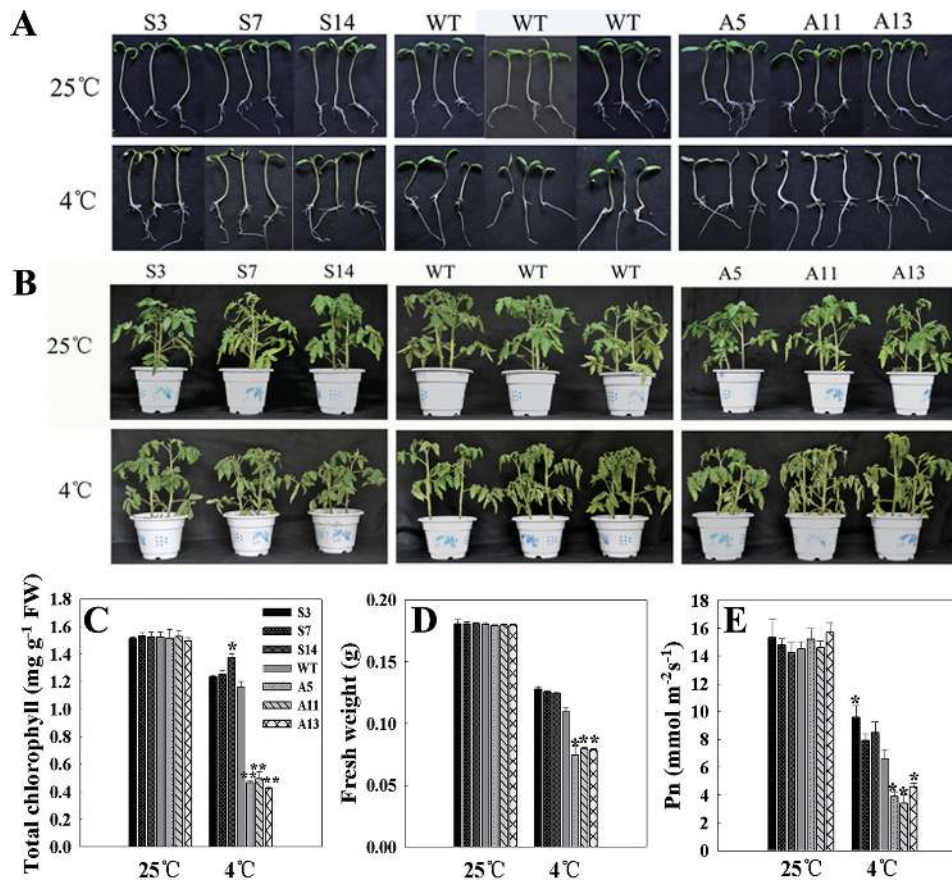 A
S3 S7 S14 WT WT WT A5 A11 A13
25℃
4℃
B
S3 S7 S14 WT WT WT A5 A11 A13
25℃
4℃
C
Total chlorophyll (mg g⁻¹ FW)
1.8
1.6
1.4
1.2
1.0
0.8
0.6
0.4
0.2
0.0
S3
S7
S14
WT
A5
A11
A13
*
** ** **
25℃ 4℃
D
Fresh weight (g)
0.20
0.15
0.10
0.05
0.00
* * *
25℃ 4℃
E
Pn (mmol m⁻²s⁻¹)
18
16
14
12
10
8
6
4
2
0
*
* * *
25℃ 4℃